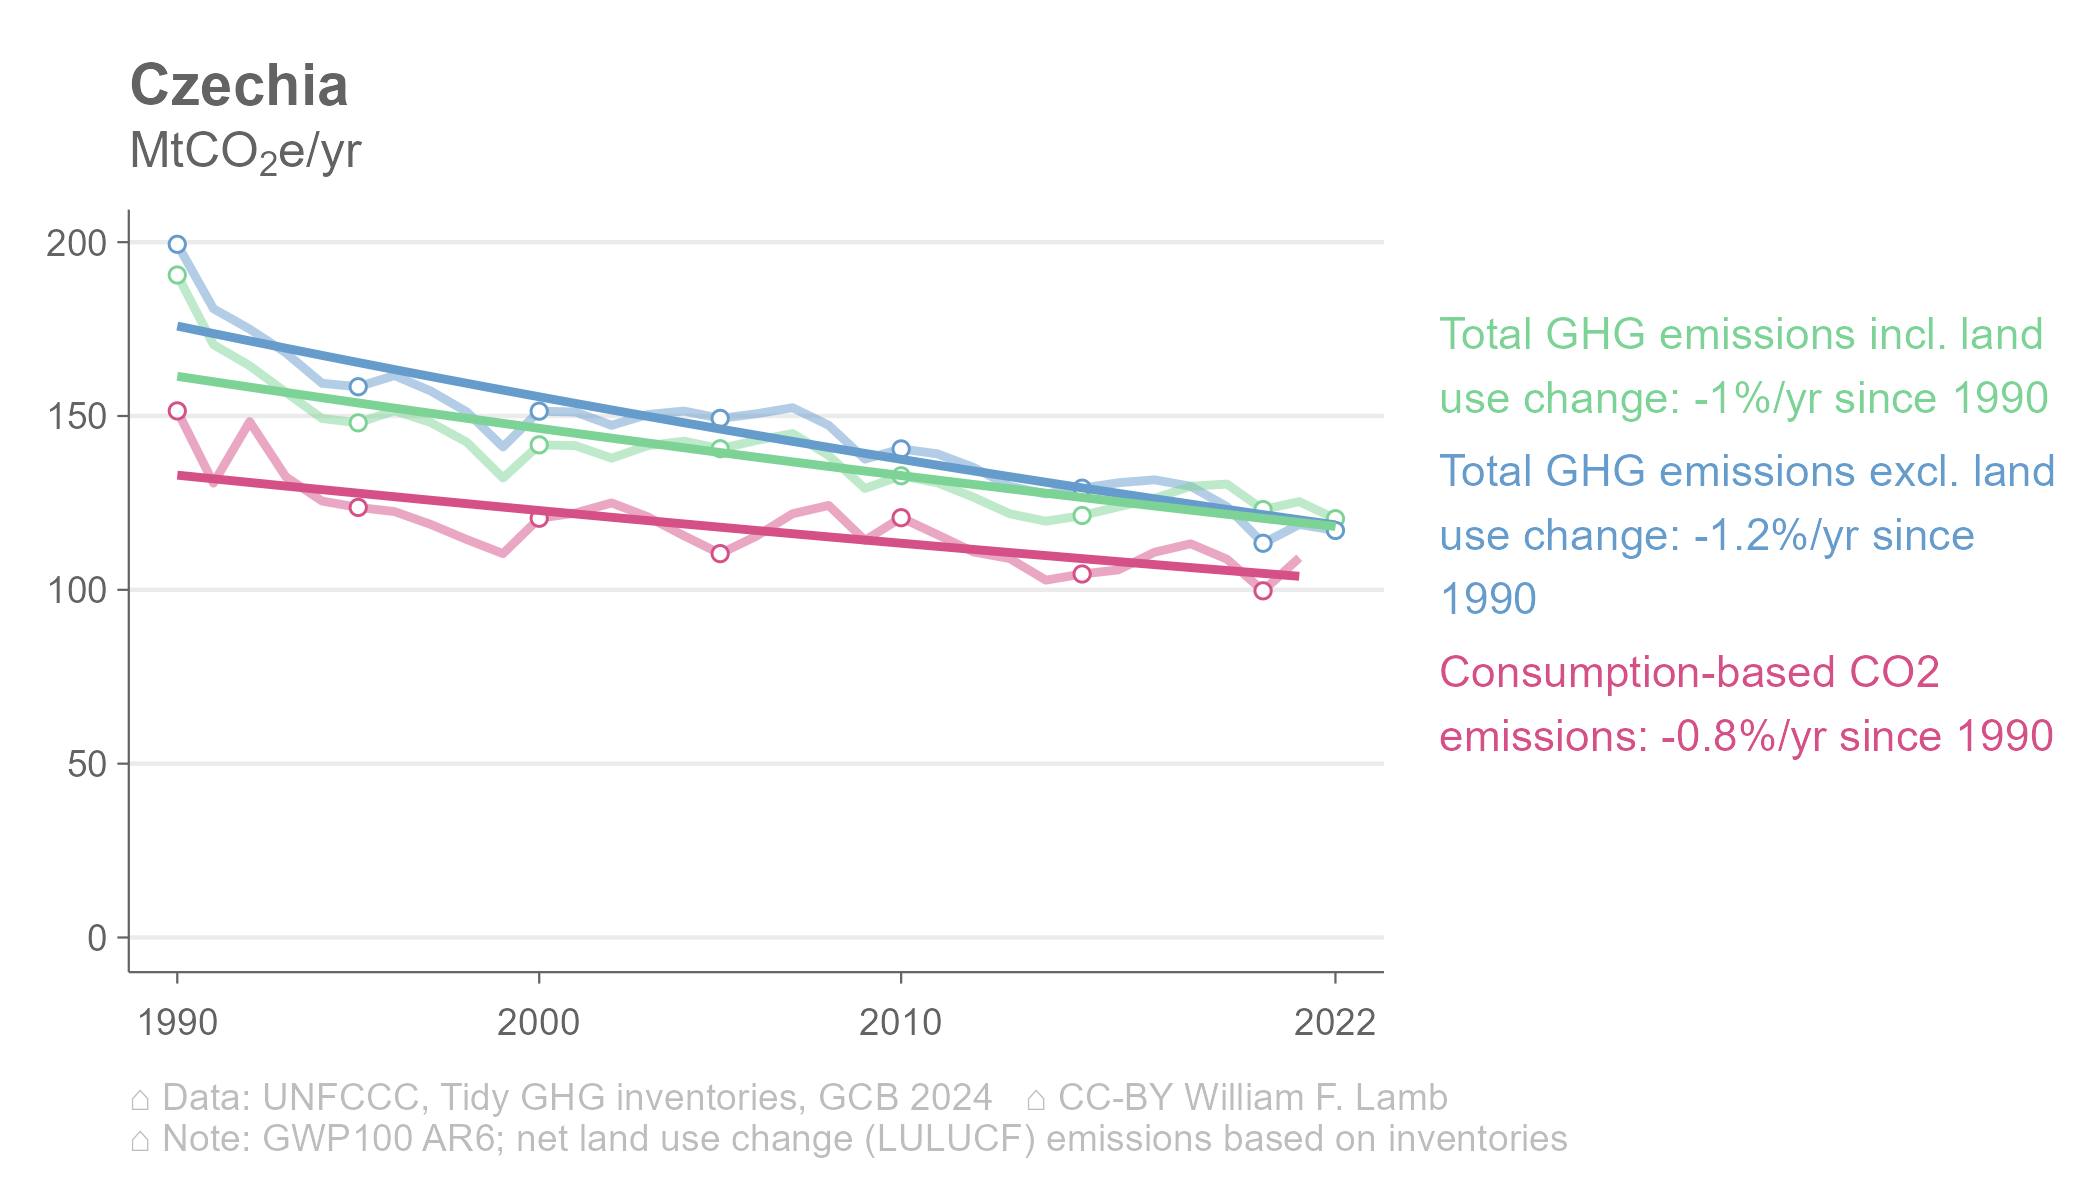 Czechia
MtCO₂e/yr
200
150
100
50
0
1990
2000
2010
2022
Total GHG emissions incl. land
use change: -1%/yr since 1990
Total GHG emissions excl. land
use change: -1.2%/yr since
1990
Consumption-based CO2
emissions: -0.8%/yr since 1990
⌂ Data: UNFCCC, Tidy GHG inventories, GCB 2024 ⌂ CC-BY William F. Lamb
⌂ Note: GWP100 AR6; net land use change (LULUCF) emissions based on inventories